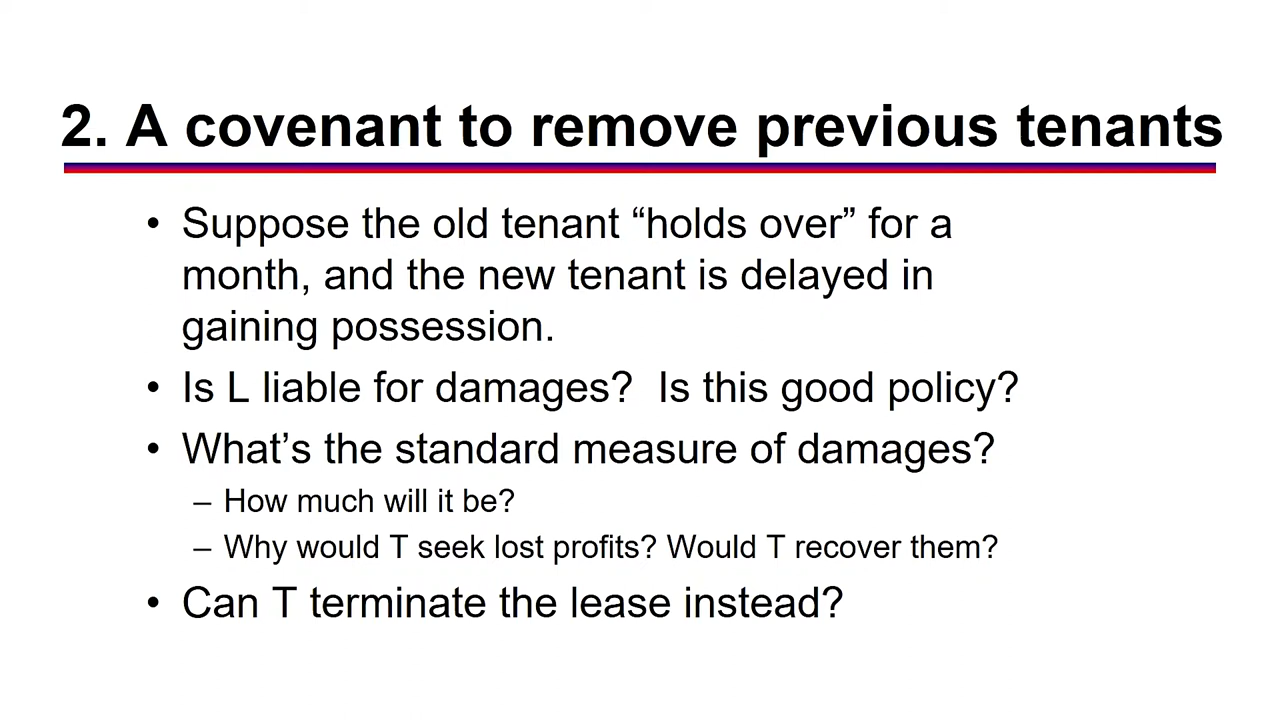 2. A covenant to remove previous tenants
• Suppose the old tenant “holds over” for a
month, and the new tenant is delayed in
gaining possession.
• Is L liable for damages?  Is this good policy?
• What’s the standard measure of damages?
– How much will it be?
– Why would T seek lost profits? Would T recover them?
• Can T terminate the lease instead?